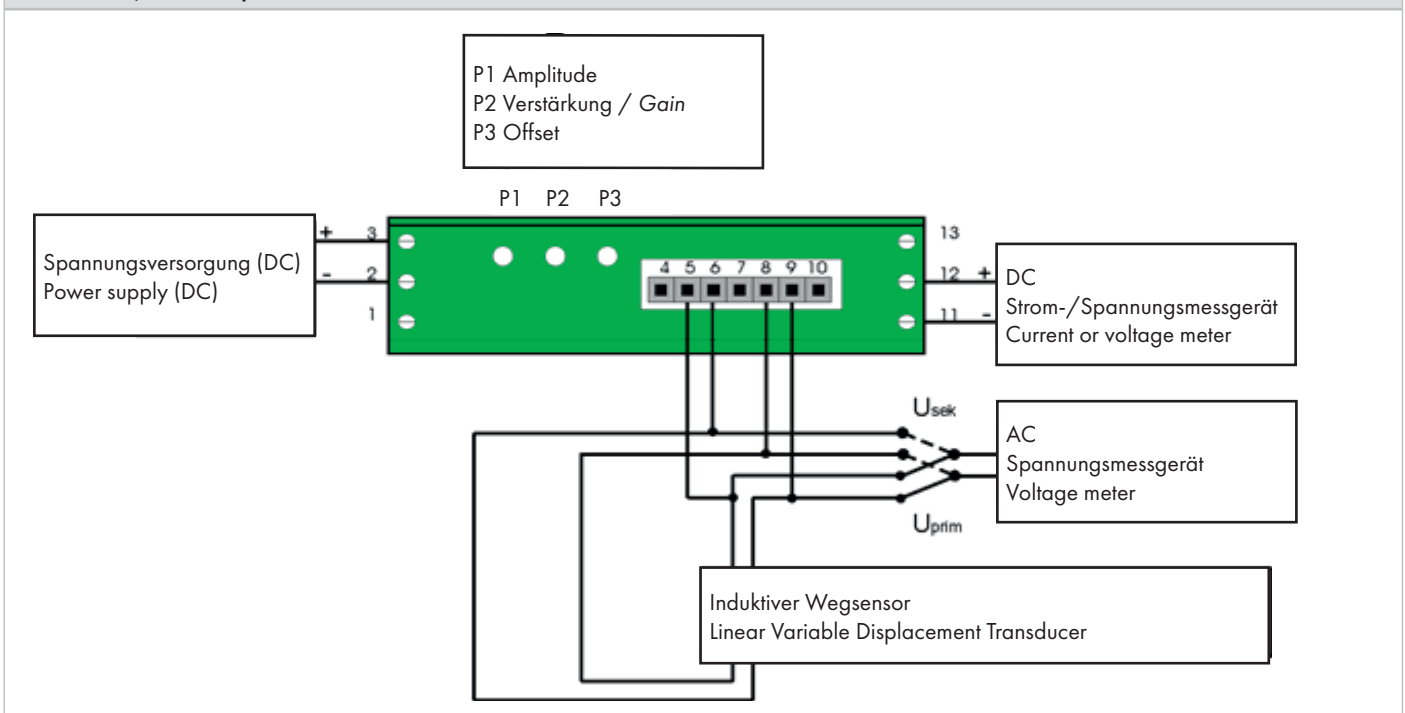 P1 Amplitude
P2 Verstärkung / Gain
P3 Offset
P1 P2 P3
Spannungsversorgung (DC)
Power supply (DC)
+ 3
- 2
1
4 5 6 7 8 9 10
13
12 +
11 -
DC
Strom-/Spannungsmessgerät
Current or voltage meter
Usek
Uprim
AC
Spannungsmessgerät
Voltage meter
Induktiver Wegsensor
Linear Variable Displacement Transducer